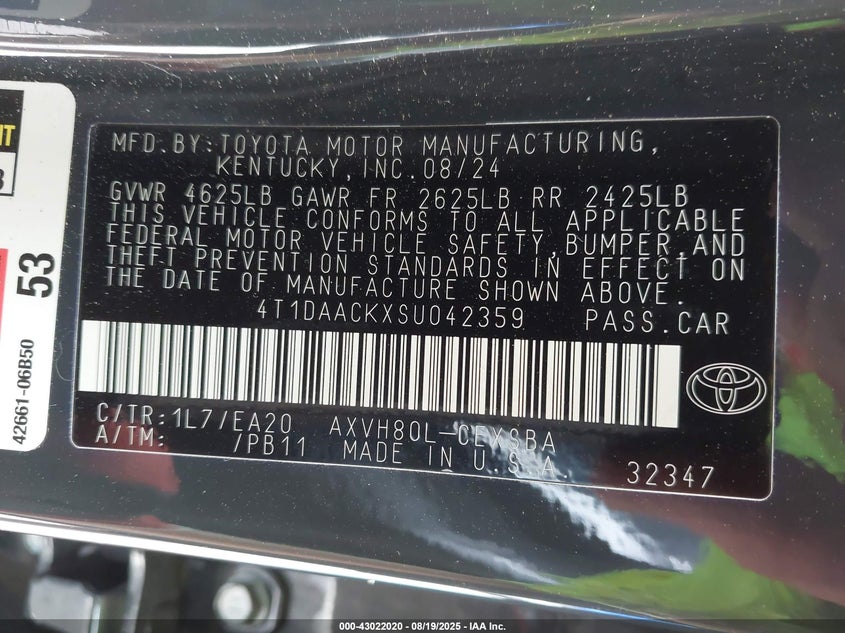 MFD.BY:TOYOTA MOTOR MANUFACTURING,
KENTUCKY,INC.08/24
GVWR 4625LB GAWR FR 2625LB RR 2425LB
THIS VEHICLE CONFORMS TO ALL APPLICABLE
FEDERAL MOTOR VEHICLE SAFETY,BUMPER,AND
THEFT PREVENTION STANDARDS IN EFFECT ON
THE DATE OF MANUFACTURE SHOWN ABOVE.
4T1DAACKXSU042359 PASS.CAR
C/TR:1L7/EA20 AXVH80L-CEXSBA
A/TM: /PB11 MADE IN U.S.A.
32347
53
42661-06B50
000-43022020 - 08/19/2025 - IAA Inc.